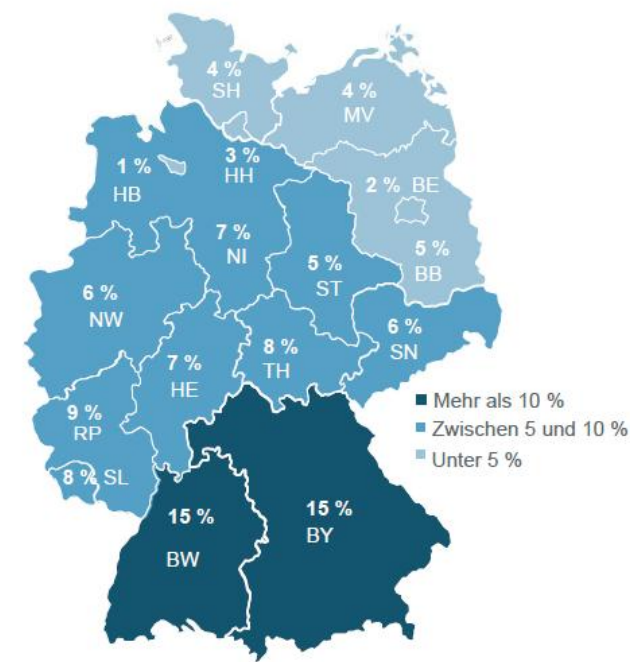 4 %
SH
4 %
MV
1 %
HB
3 %
HH
2 % BE
7 %
NI
5 %
ST
5 %
BB
6 %
NW
7 %
HE
8 %
TH
6 %
SN
9 %
RP
8 % SL
15 %
BW
15 %
BY
Mehr als 10 %
Zwischen 5 und 10 %
Unter 5 %